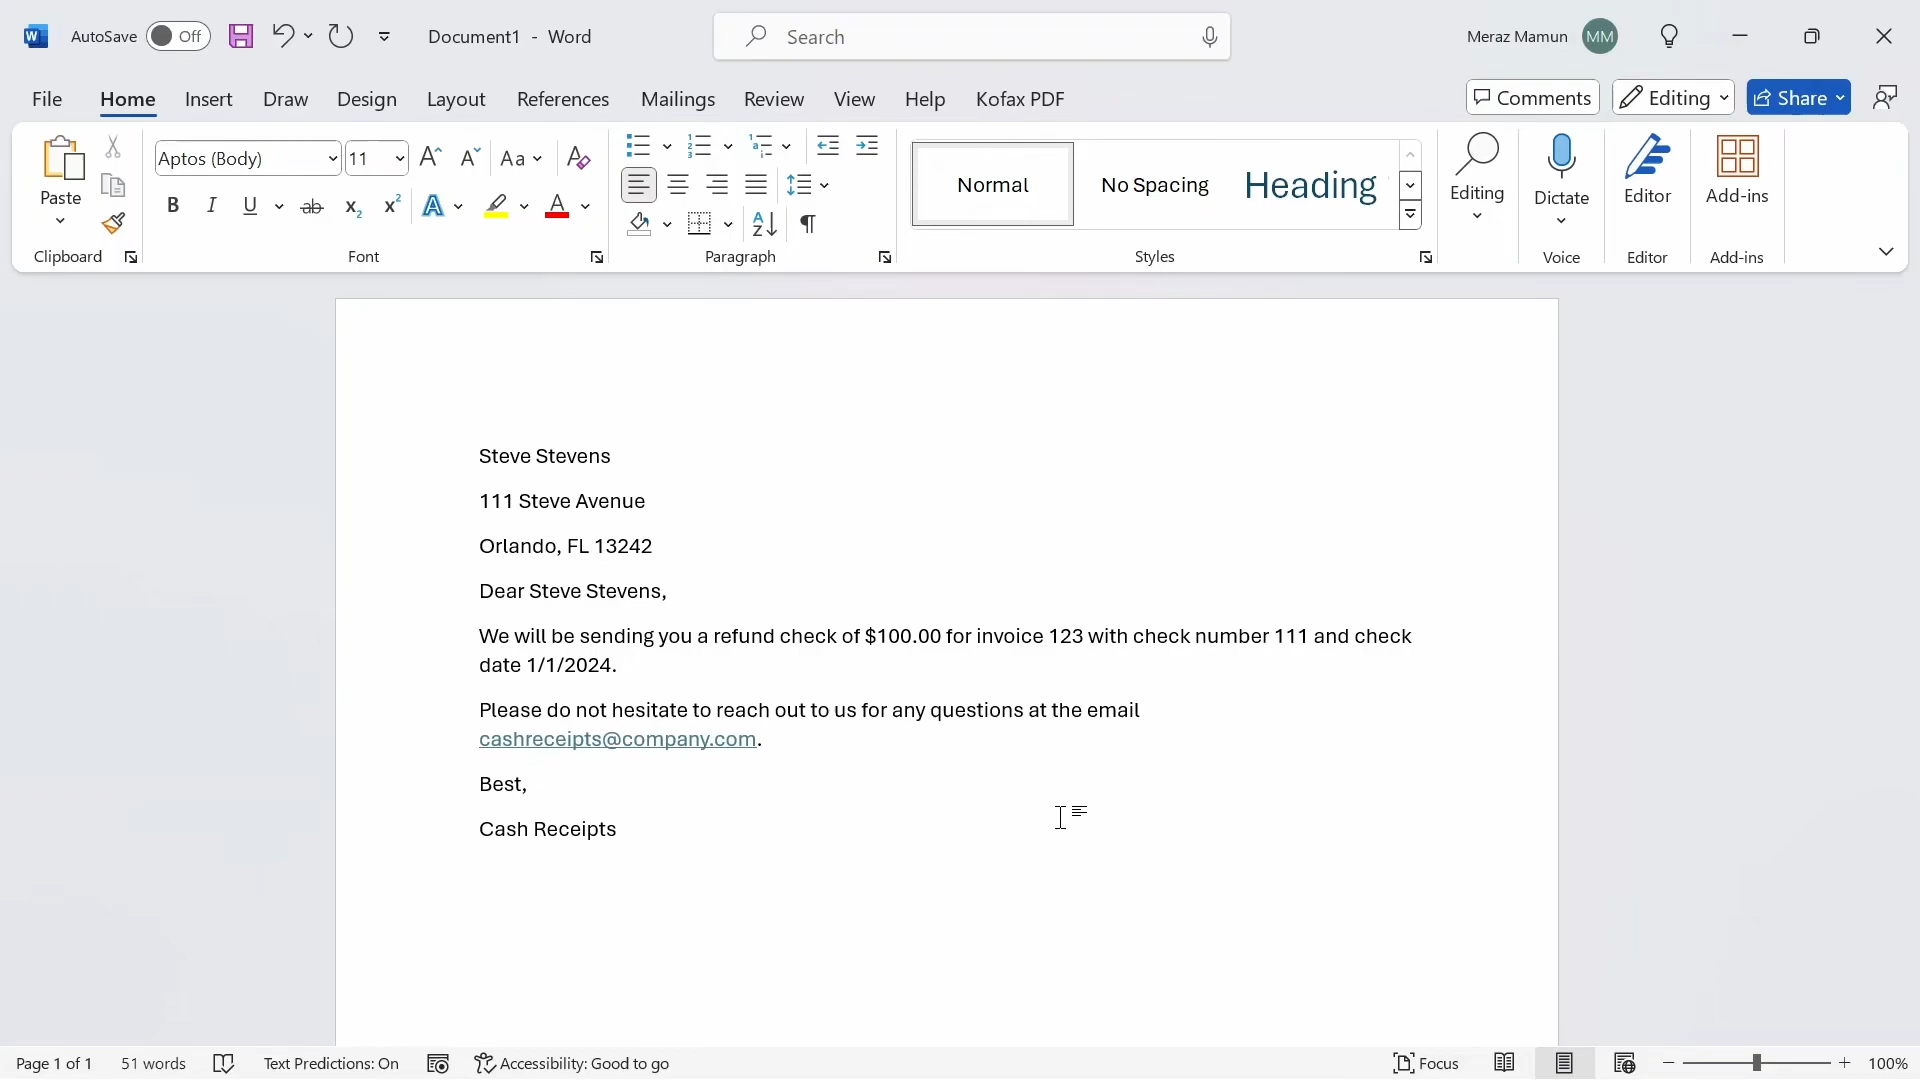 AutoSave Off Document1 - Word Search Meraz Mamun MM
File Home Insert Draw Design Layout References Mailings Review View Help Kofax PDF Comments Editing Share
Paste Aptos (Body) 11 Aa Normal No Spacing Heading Editing Dictate Editor Add-ins
Clipboard Font Paragraph Styles Voice Editor Add-ins
Steve Stevens
111 Steve Avenue
Orlando, FL 13242
Dear Steve Stevens,
We will be sending you a refund check of $100.00 for invoice 123 with check number 111 and check
date 1/1/2024.
Please do not hesitate to reach out to us for any questions at the email
cashreceipts@company.com.
Best,
Cash Receipts
Page 1 of 1 51 words Text Predictions: On Accessibility: Good to go Focus 100%